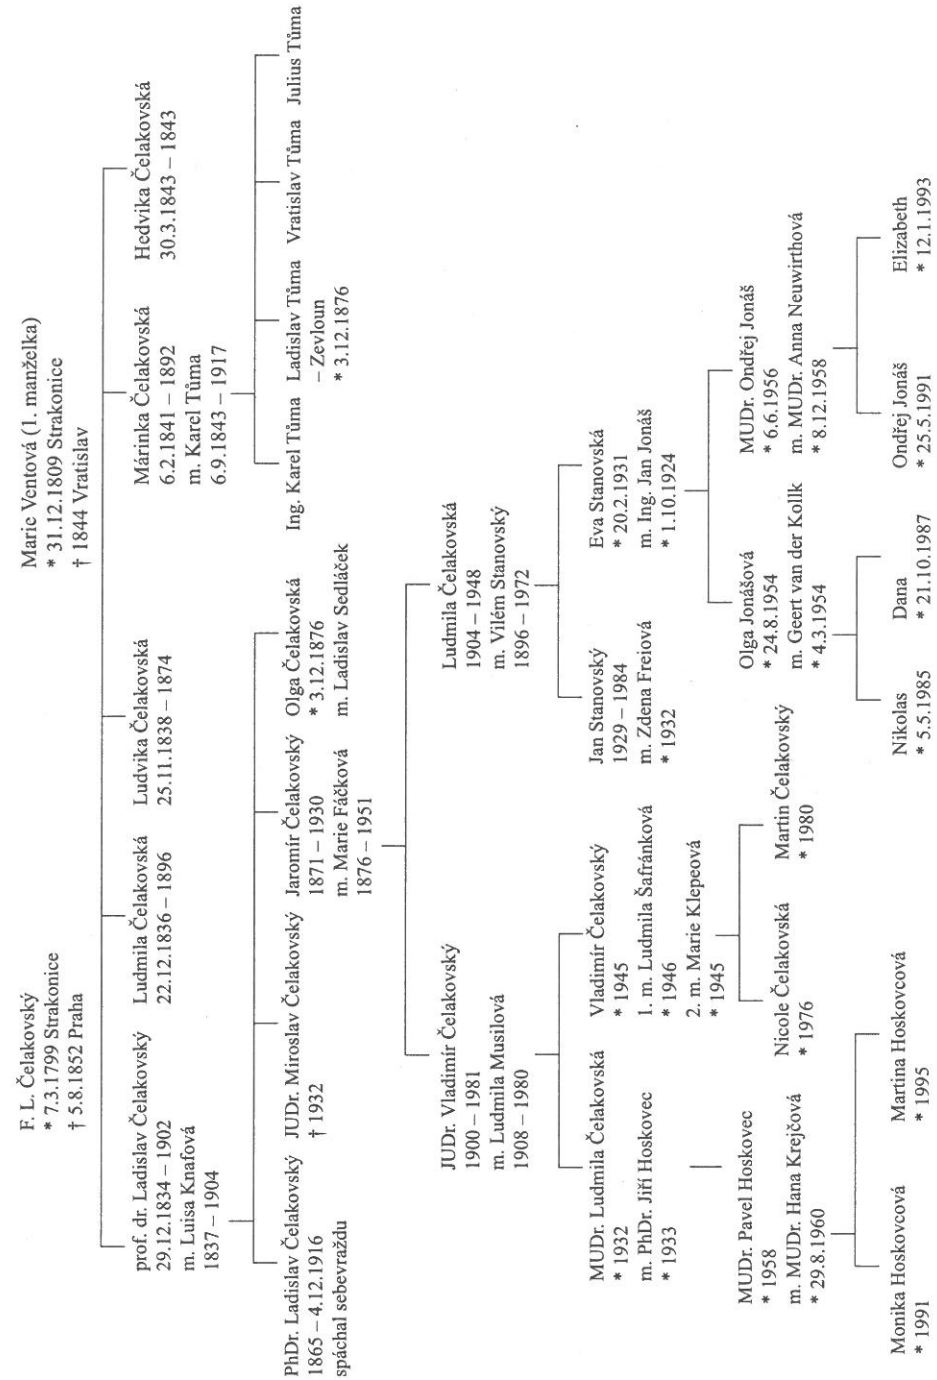 F. L. Čelakovský
* 7.3.1799 Strakonice
† 5.8.1852 Praha
Marie Ventová (1. manželka)
* 31.12.1809 Strakonice
† 1844 Vratislav
prof. dr. Ladislav Čelakovský
29.12.1834 – 1902
m. Luisa Knafová
1837 – 1904
Ludmila Čelakovská
22.12.1836 – 1896
Ludvika Čelakovská
25.11.1838 – 1874
Márinka Čelakovská
6.2.1841 – 1892
m. Karel Tůma
6.9.1843 – 1917
Hedvika Čelakovská
30.3.1843 – 1843
PhDr. Ladislav Čelakovský
1865 – 4.12.1916
spáchal sebevraždu
JUDr. Miroslav Čelakovský
† 1932
Jaromír Čelakovský
1871 – 1930
m. Marie Fáčková
1876 – 1951
Olga Čelakovská
* 3.12.1876
m. Ladislav Sedláček
Ing. Karel Tůma
Ladislav Tůma
– Zevloun
* 3.12.1876
Vratislav Tůma
Julius Tůma
JUDr. Vladimír Čelakovský
1900 – 1981
m. Ludmila Musilová
1908 – 1980
Ludmila Čelakovská
1904 – 1948
m. Vilém Stanovský
1896 – 1972
MUDr. Ludmila Čelakovská
* 1932
m. PhDr. Jiří Hoskovec
* 1933
Vladimír Čelakovský
* 1945
1. m. Ludmila Šafránková
* 1946
2. m. Marie Klepeová
* 1945
Jan Stanovský
1929 – 1984
m. Zdena Freiová
* 1932
Eva Stanovská
* 20.2.1931
m. Ing. Jan Jonáš
* 1.10.1924
MUDr. Pavel Hoskovec
* 1958
m. MUDr. Hana Krejčová
* 29.8.1960
Nicole Čelakovská
* 1976
Martin Čelakovský
* 1980
Olga Jonášová
* 24.8.1954
m. Geert van der Kollk
* 4.3.1954
MUDr. Ondřej Jonáš
* 6.6.1956
m. MUDr. Anna Neuwirthová
* 8.12.1958
Monika Hoskovcová
* 1991
Martina Hoskovcová
* 1995
Nikolas
* 5.5.1985
Dana
* 21.10.1987
Ondřej Jonáš
* 25.5.1991
Elizabeth
* 12.1.1993